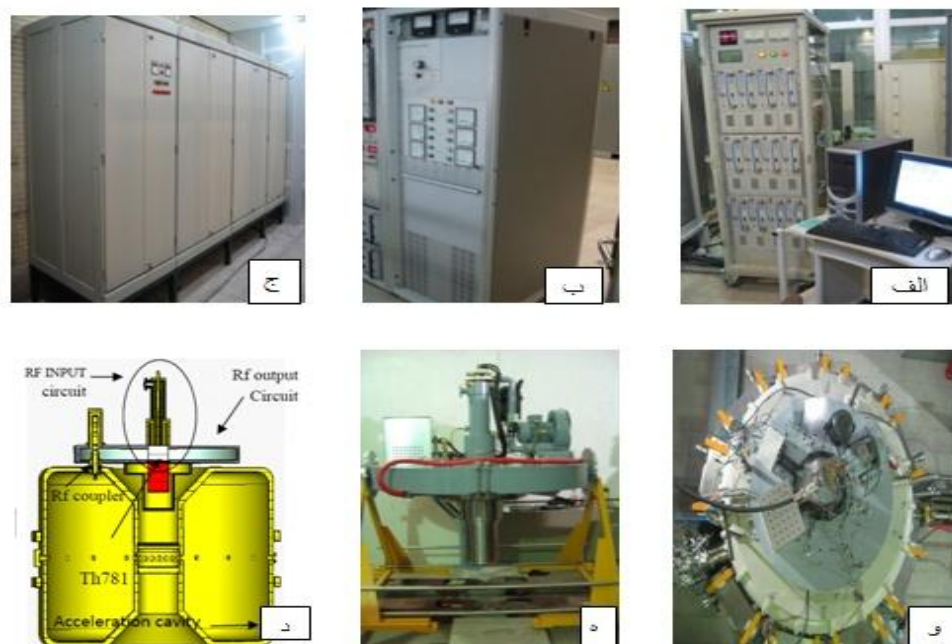 الف
ب
ج
RF INPUT
circuit
Rf output
Circuit
Rf coupler
Th781
Acceleration cavity
د
ه
و